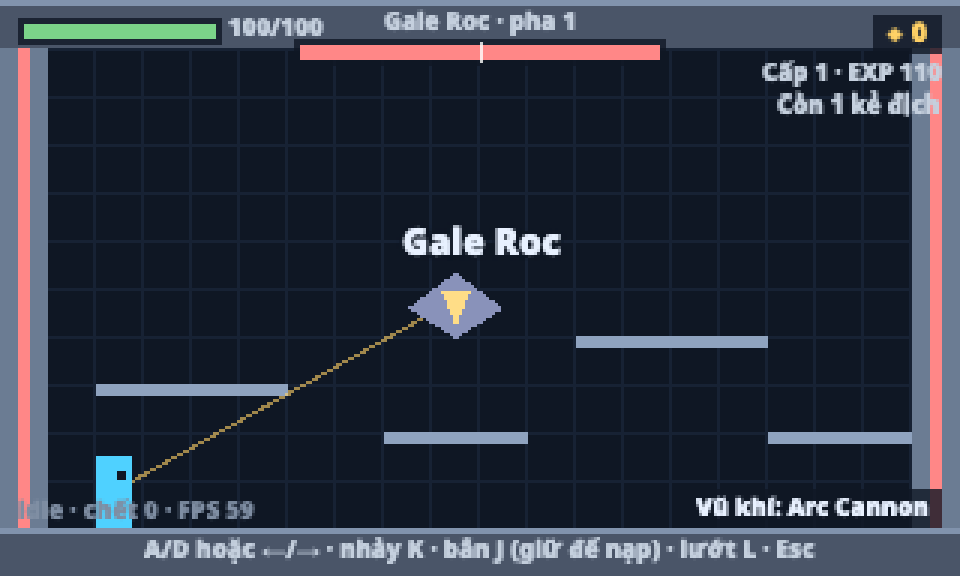 100/100
Gale Roc · pha 1
0
Cấp 1 · EXP 110
Còn 1 kẻ địch
Gale Roc
Idle · chết 0 · FPS 59
Vũ khí: Arc Cannon
A/D hoặc ←/→ · nhảy K · bắn J (giữ để nạp) · lướt L · Esc